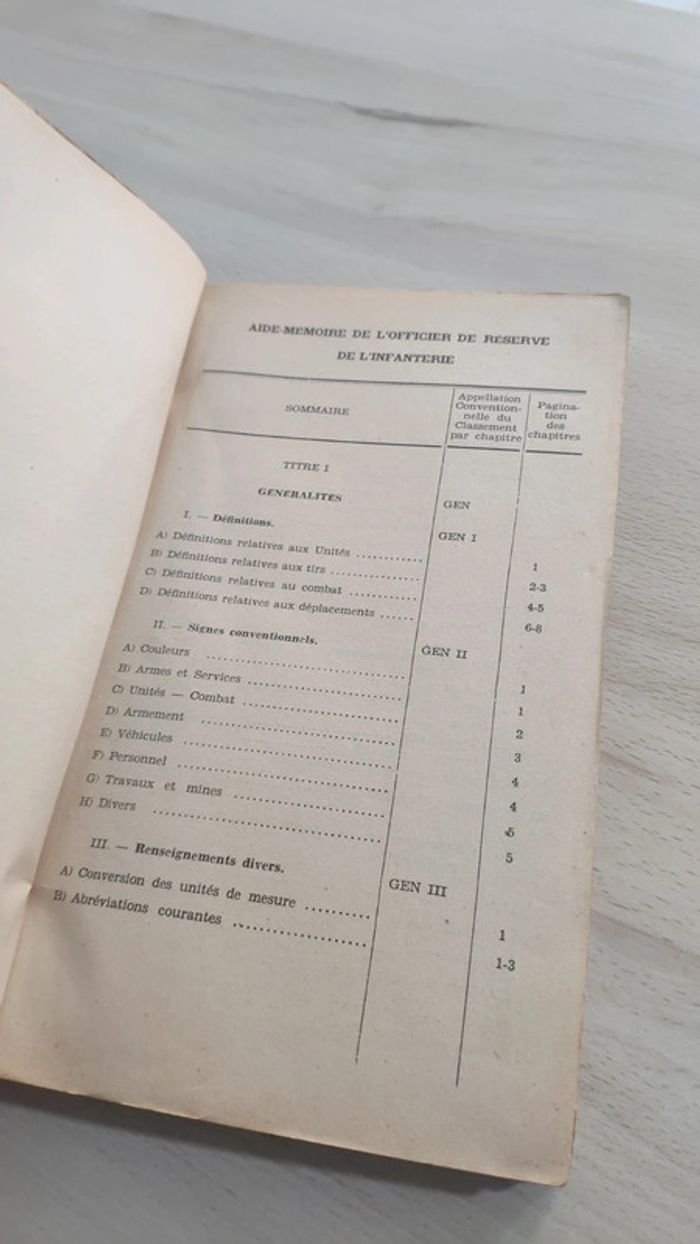 AIDE-MEMOIRE DE L'OFFICIER DE RESERVE
DE L'INFANTERIE
SOMMAIRE
Appellation
Convention-
nelle du
Classement
par chapitre
Pagina-
tion
des
chapitres
TITRE I
GENERALITES GEN
I. — Définitions. GEN I
A) Définitions relatives aux Unités .......... 1
B) Définitions relatives aux tirs .............. 2-3
C) Définitions relatives au combat .......... 4-5
D) Définitions relatives aux déplacements ...... 6-8
II. — Signes conventionnels. GEN II
A) Couleurs .............................. 1
B) Armes et Services ...................... 1
C) Unités — Combat ...................... 2
D) Armement ............................ 3
E) Véhicules .............................. 4
F) Personnel .............................. 4
G) Travaux et mines ...................... 5
H) Divers ................................ 5
III. — Renseignements divers. GEN III
A) Conversion des unités de mesure .......... 1
B) Abréviations courantes .................. 1-3